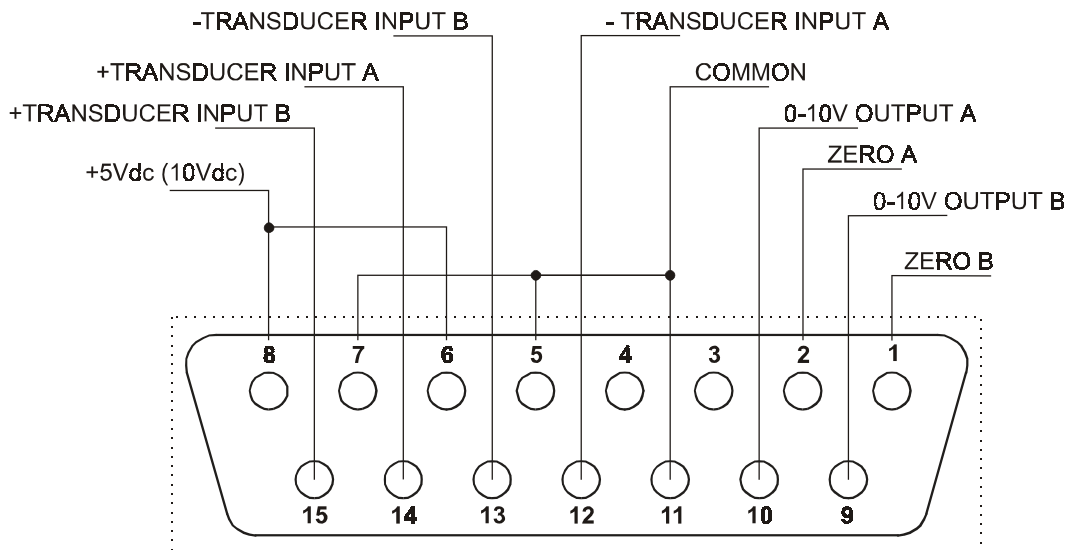 -TRANSDUCER INPUT B
- TRANSDUCER INPUT A
+TRANSDUCER INPUT A
COMMON
+TRANSDUCER INPUT B
0-10V OUTPUT A
ZERO A
+5Vdc (10Vdc)
0-10V OUTPUT B
ZERO B
8 7 6 5 4 3 2 1
15 14 13 12 11 10 9